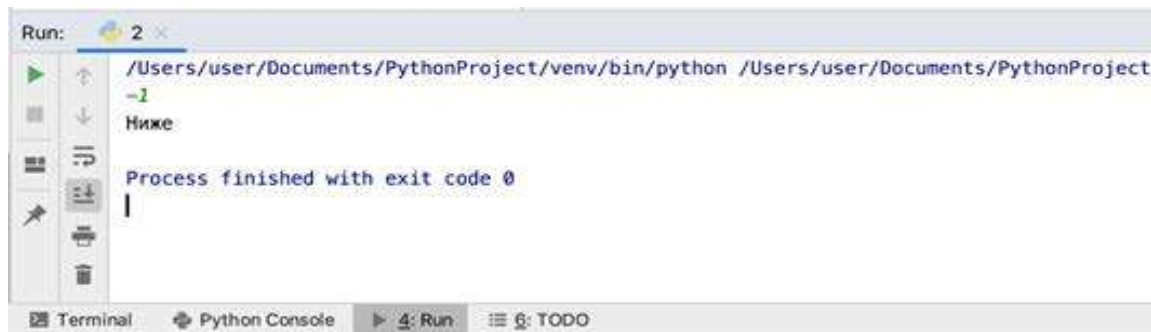 Run: 2 ×
/Users/user/Documents/PythonProject/venv/bin/python /Users/user/Documents/PythonProject
-1
Ниже
Process finished with exit code 0
Terminal Python Console 4: Run 6: TODO